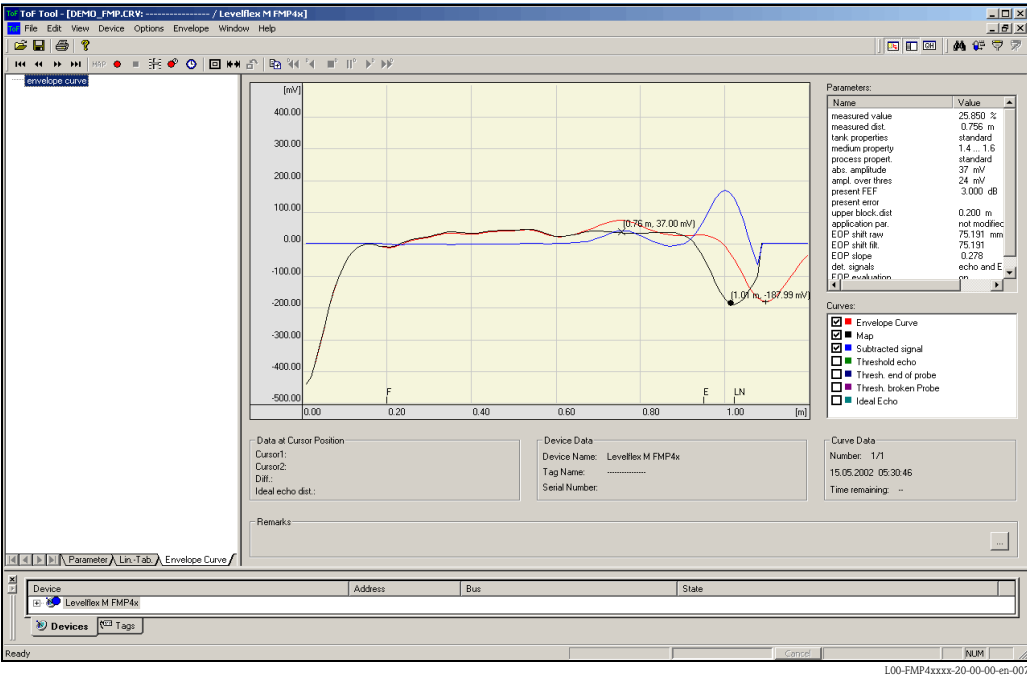 ToF Tool - [DEMO_FMP.CRV: ---------------- / Levelflex M FMP4x]
File Edit View Device Options Envelope Window Help
MAP
envelope curve
[mV]
400.00
300.00
200.00
100.00
0.00
-100.00
-200.00
-300.00
-400.00
-500.00
[0.76 m, 37.00 mV)
[1.01 m, -187.99 mV)
F
E
LN
0.00 0.20 0.40 0.60 0.80 1.00 [m]
Parameters:
Name Value
measured value 25.850 %
measured dist. 0.756 m
tank properties standard
medium property 1.4 ... 1.6
process propert. standard
abs. amplitude 37 mV
ampl. over thres 24 mV
present FEF 3.000 dB
present error
upper block.dist 0.200 m
application par. not modified
EOP shift raw 75.191 mm
EOP shift filt. 75.191
EOP slope 0.278
det. signals echo and E
EOP evaluation on
Curves:
Envelope Curve
Map
Subtracted signal
Threshold echo
Thresh. end of probe
Thresh. broken Probe
Ideal Echo
Data at Cursor Position
Cursor1:
Cursor2:
Diff.:
Ideal echo dist.:
Device Data
Device Name: Levelflex M FMP4x
Tag Name: ----------------
Serial Number:
Curve Data
Number: 1/1
15.05.2002 05:30:46
Time remaining: --
Remarks
...
Parameter Lin.-Tab. Envelope Curve
Device Address Bus State
Levelflex M FMP4x
Devices Tags
Ready Cancel NUM
L00-FMP4xxxx-20-00-00-en-007